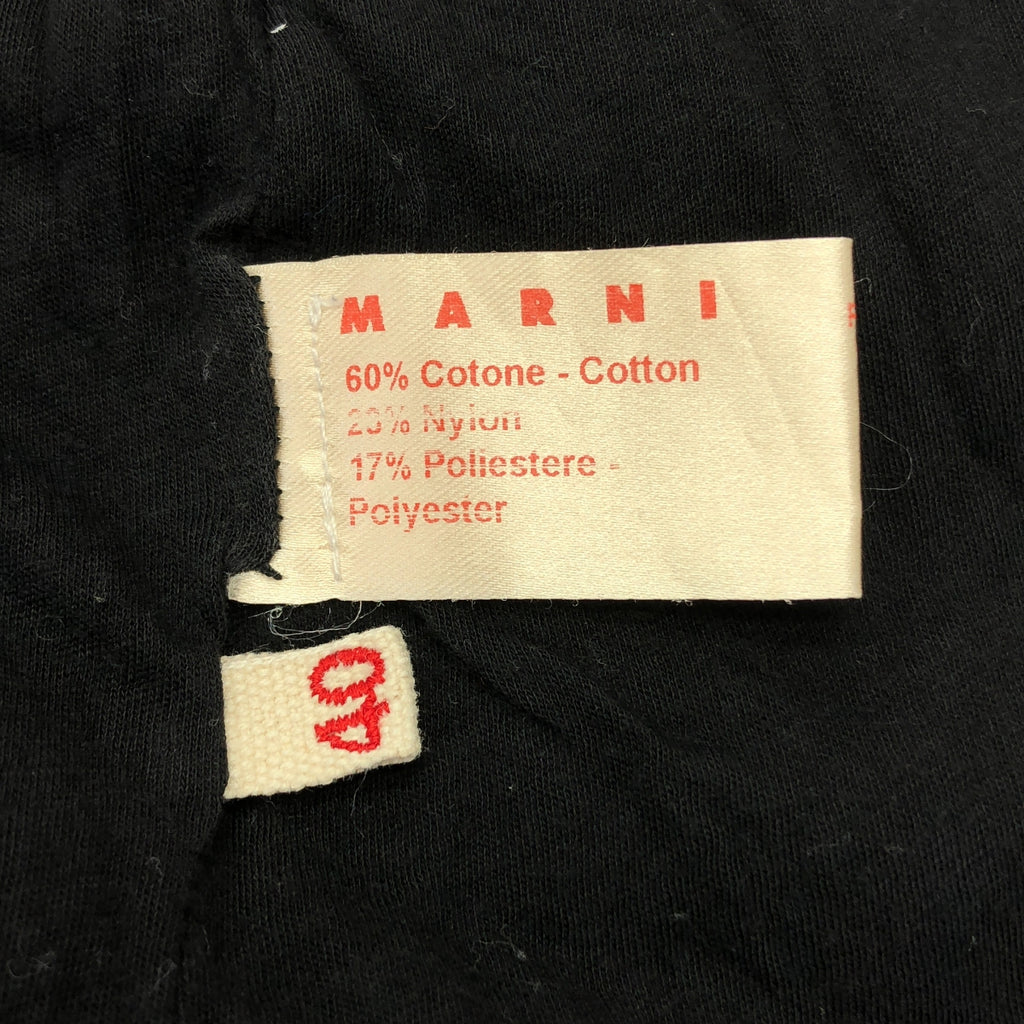 MARNI
60% Cotone - Cotton
23% Nylon
17% Poliestere -
Polyester
40